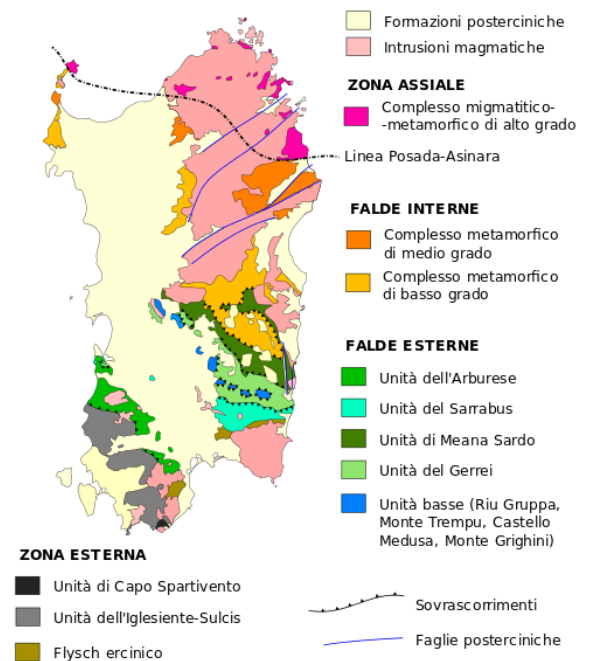 Formazioni posterciniche
Intrusioni magmatiche
ZONA ASSIALE
Complesso migmatitico-
-metamorfico di alto grado
Linea Posada-Asinara
FALDE INTERNE
Complesso metamorfico
di medio grado
Complesso metamorfico
di basso grado
FALDE ESTERNE
Unità dell'Arburese
Unità del Sarrabus
Unità di Meana Sardo
Unità del Gerrei
Unità basse (Riu Gruppa,
Monte Trempu, Castello
Medusa, Monte Grighini)
ZONA ESTERNA
Unità di Capo Spartivento
Unità dell'Iglesiente-Sulcis
Flysch ercinico
Sovrascorrimenti
Faglie posterciniche